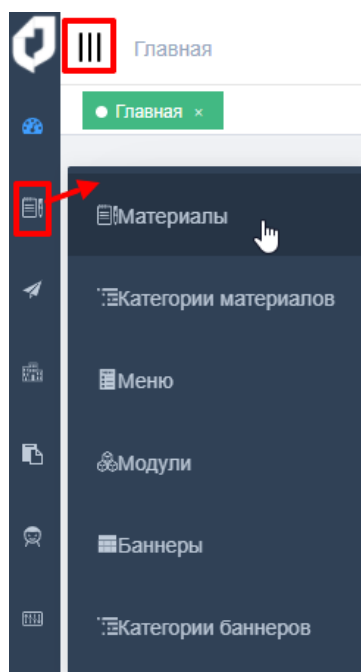 Главная
Главная ×
Материалы
Категории материалов
Меню
Модули
Баннеры
Категории баннеров